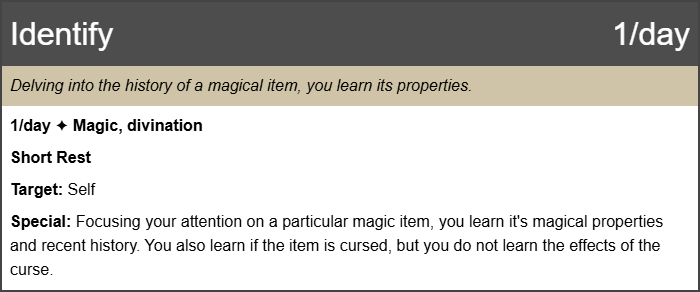 Identify 1/day
Delving into the history of a magical item, you learn its properties.
1/day ✦ Magic, divination
Short Rest
Target: Self
Special: Focusing your attention on a particular magic item, you learn it's magical properties
and recent history. You also learn if the item is cursed, but you do not learn the effects of the
curse.